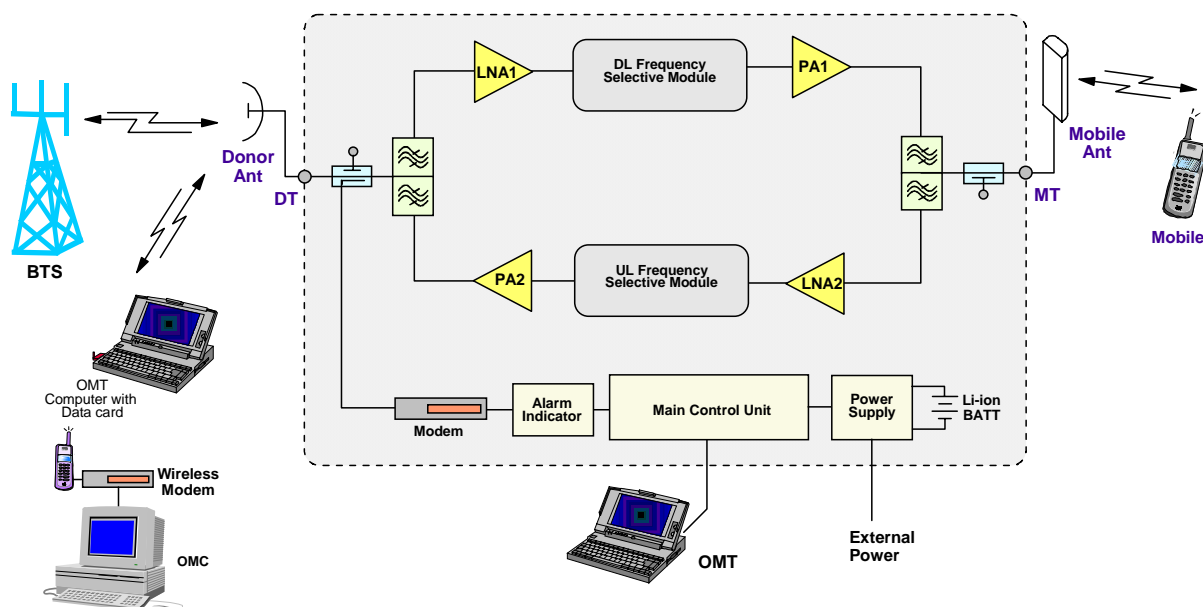 LNA1
DL Frequency
Selective Module
PA1
Donor
Ant
DT
Mobile
Ant
MT
Mobile
BTS
PA2
UL Frequency
Selective Module
LNA2
OMT
Computer with
Data card
Modem
Alarm
Indicator
Main Control Unit
Power
Supply
Li-ion
BATT
Wireless
Modem
OMC
OMT
External
Power